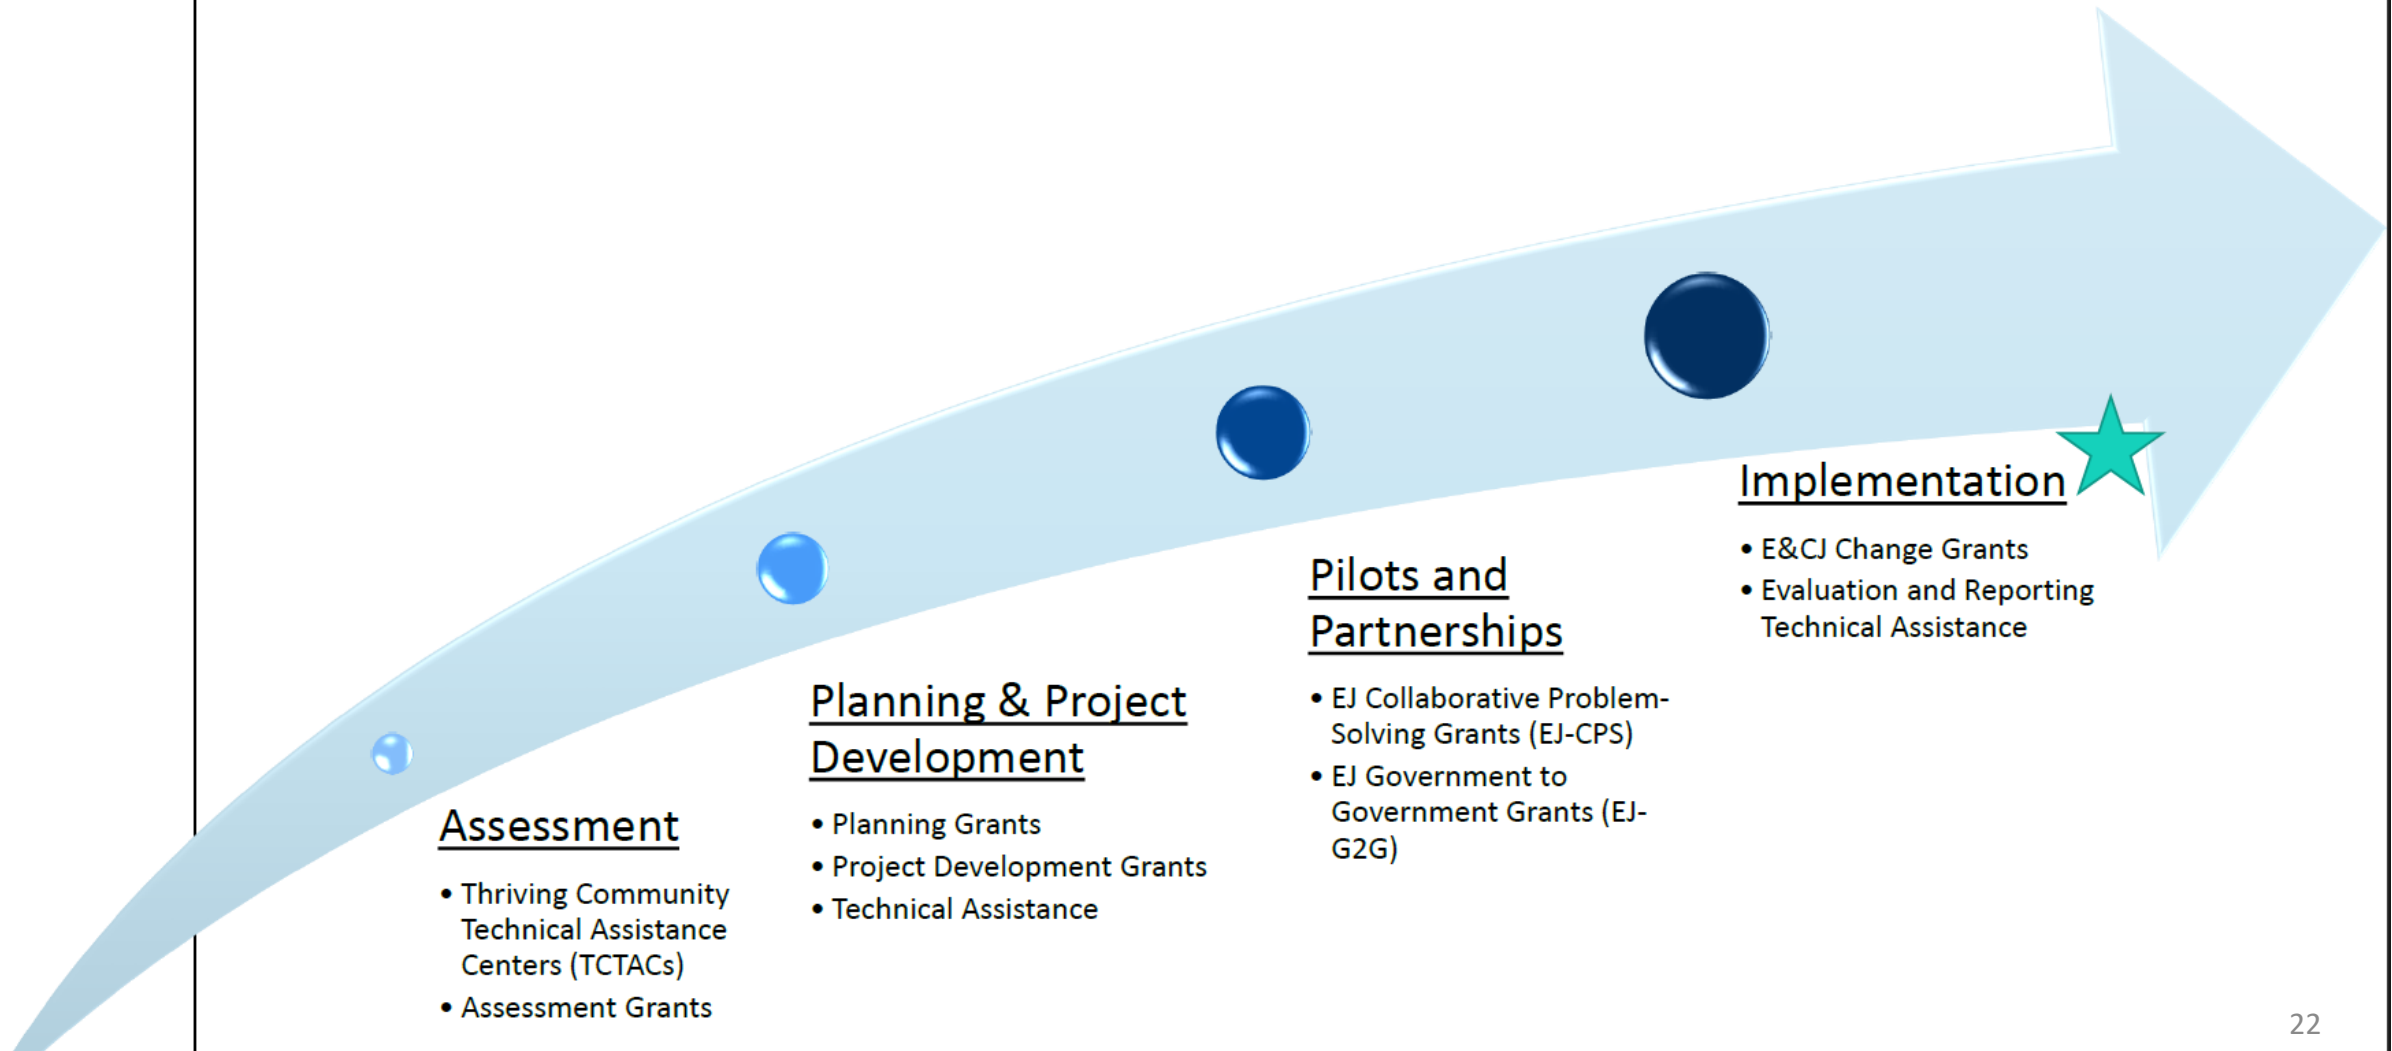 Assessment
• Thriving Community
Technical Assistance
Centers (TCTACs)
• Assessment Grants
Planning & Project
Development
• Planning Grants
• Project Development Grants
• Technical Assistance
Pilots and
Partnerships
• EJ Collaborative Problem-
Solving Grants (EJ-CPS)
• EJ Government to
Government Grants (EJ-
G2G)
Implementation
• E&CJ Change Grants
• Evaluation and Reporting
Technical Assistance
22